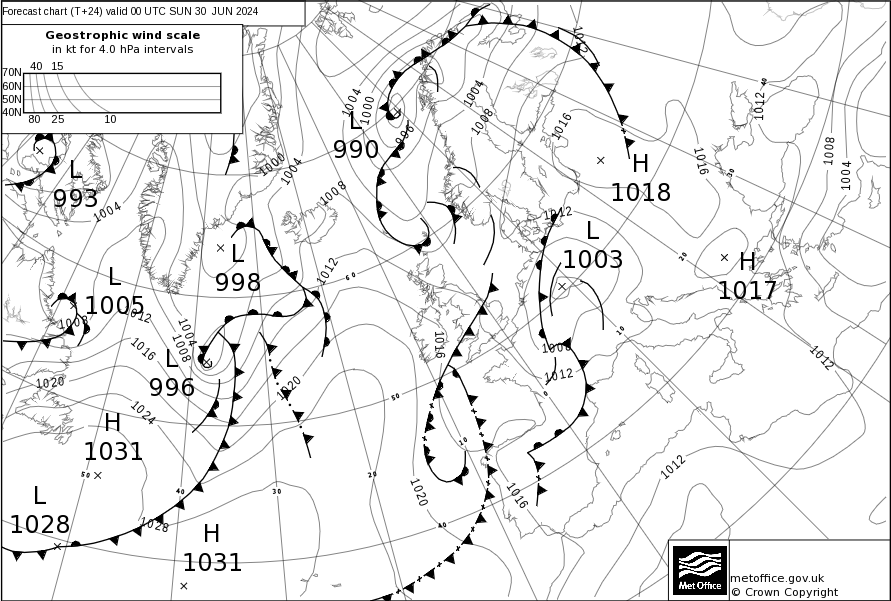 Forecast chart (T+24) valid 00 UTC SUN 30 JUN 2024
Geostrophic wind scale
in kt for 4.0 hPa intervals
40 15
70N
60N
50N
40N
80 25 10
L
990
L
993
H
1018
L
1003
H
1017
L
998
L
1005
L
996
H
1031
L
1028
H
1031
1004
1000
996
1004
1008
1012
1016
1016
1012
1008
1004
1000
1004
1008
1004
1012
1012
1012
1008
1016
1004
1008
1020
1024
1020
1016
1008
1012
1012
1012
1020
1016
1028
60
50
50
40
30
20
10
40
0
10
20
30
40
Met Office
metoffice.gov.uk
© Crown Copyright